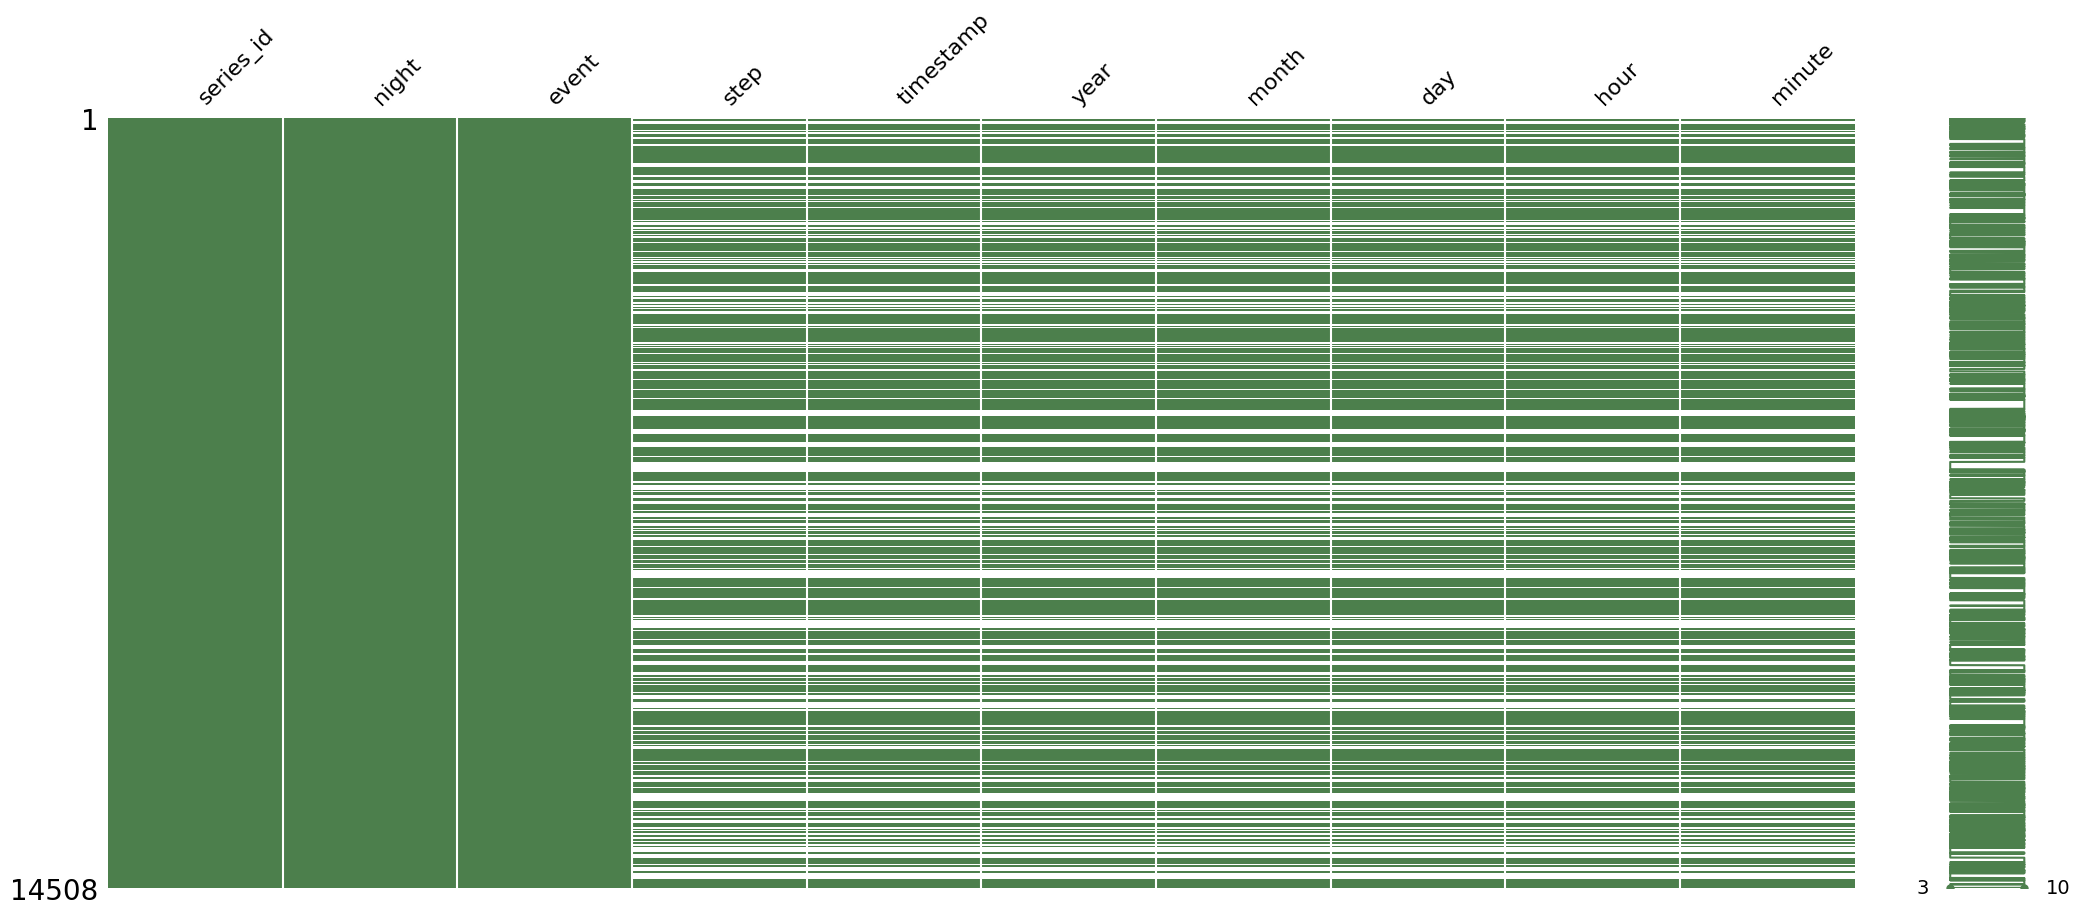 series_id
night
event
step
timestamp
year
month
day
hour
minute
1
14508
3
10